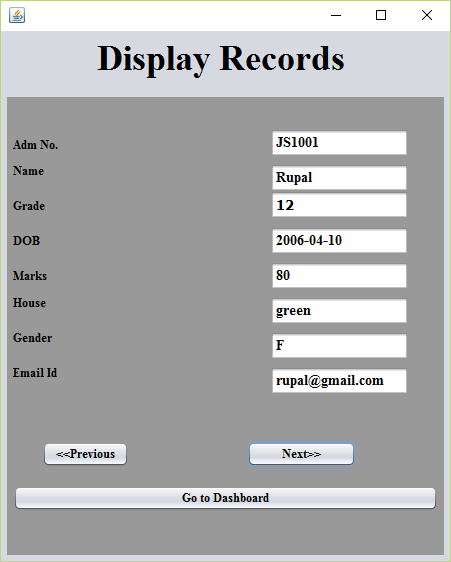 Display Records
Adm No. JS1001
Name Rupal
Grade 12
DOB 2006-04-10
Marks 80
House green
Gender F
Email Id rupal@gmail.com
<<Previous Next>>
Go to Dashboard